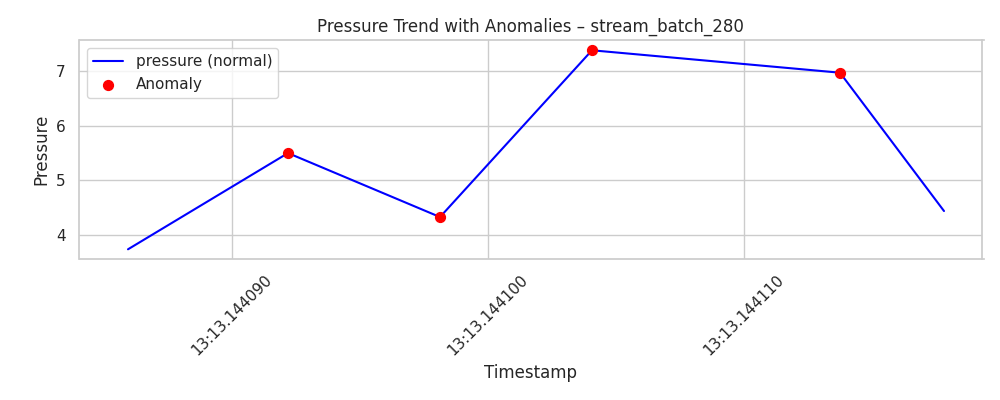 Pressure Trend with Anomalies – stream_batch_280
pressure (normal)
Anomaly
Pressure
7
6
5
4
13:13.144090
13:13.144100
13:13.144110
Timestamp